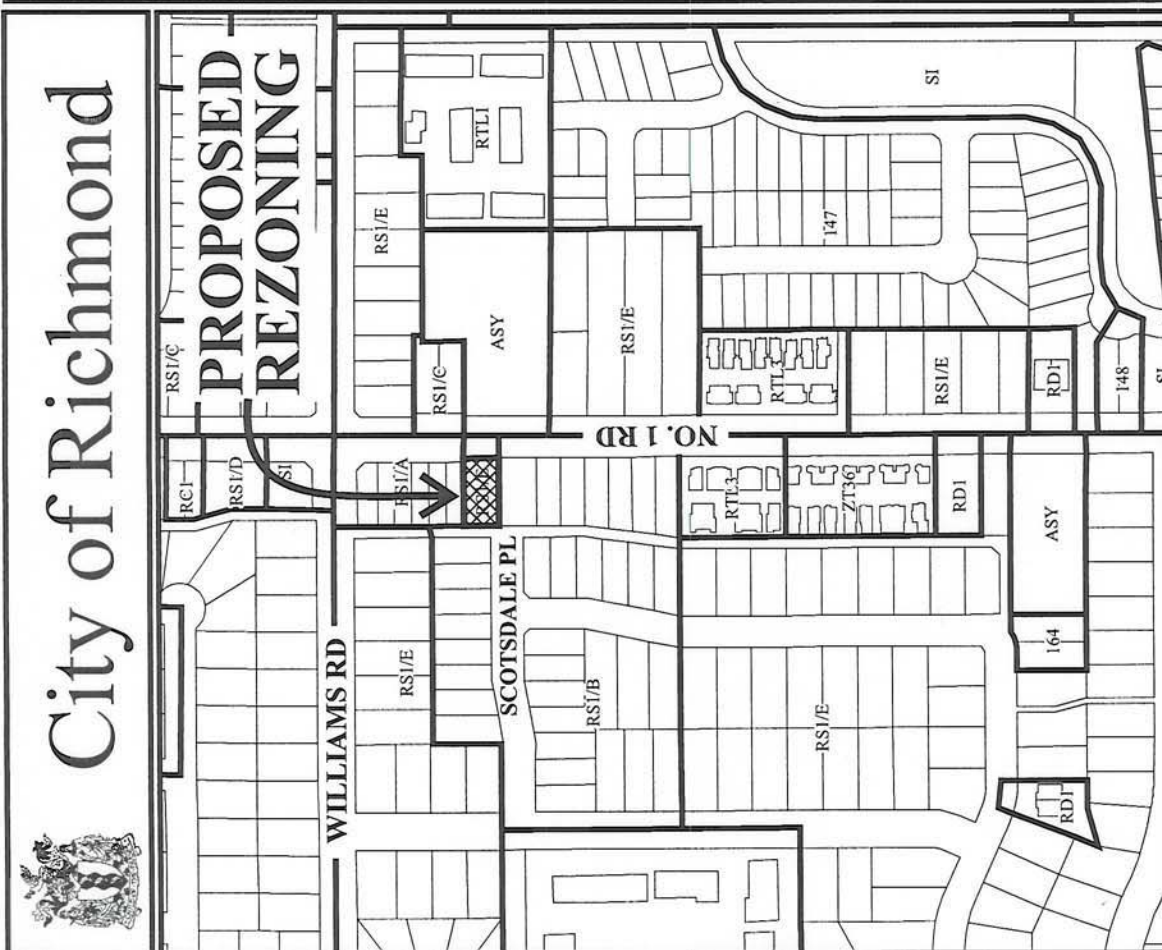 City of Richmond
PROPOSED
REZONING
RS1/C
RC1
RS1/D
SI
WILLIAMS RD
RS1/E
RTL1
RS1/E
RS1/A
RS1/C
ASY
RS1/E
SI
147
SCOTSDALE PL
RS1/B
NO. 1 RD
RTL3
RTL3
RS1/E
ZT36
RD1
RD1
148
SI
RS1/E
ASY
164
RD1